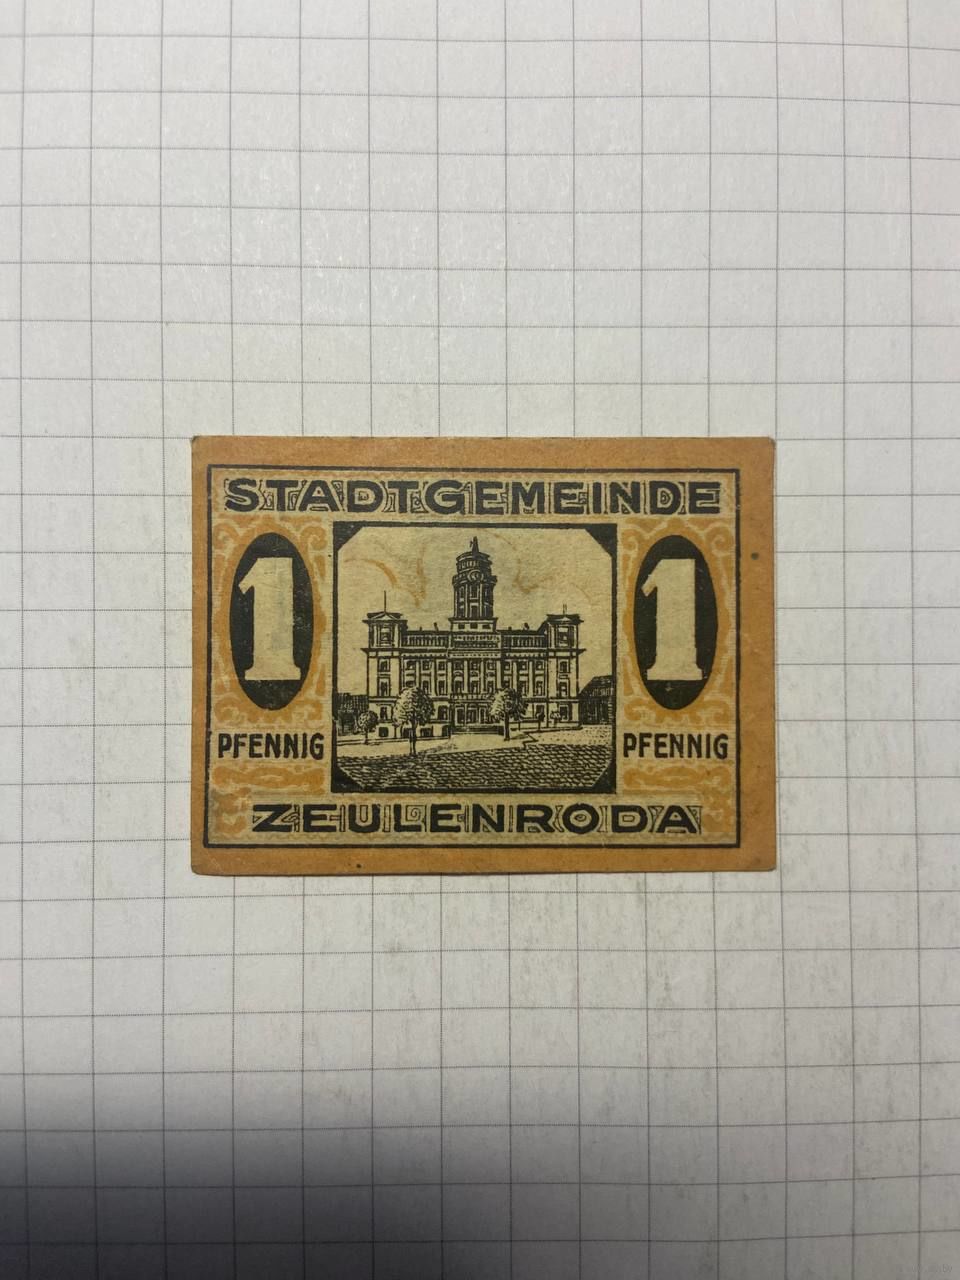 STADTGEMEINDE
1 1
PFENNIG PFENNIG
ZEULENRODA